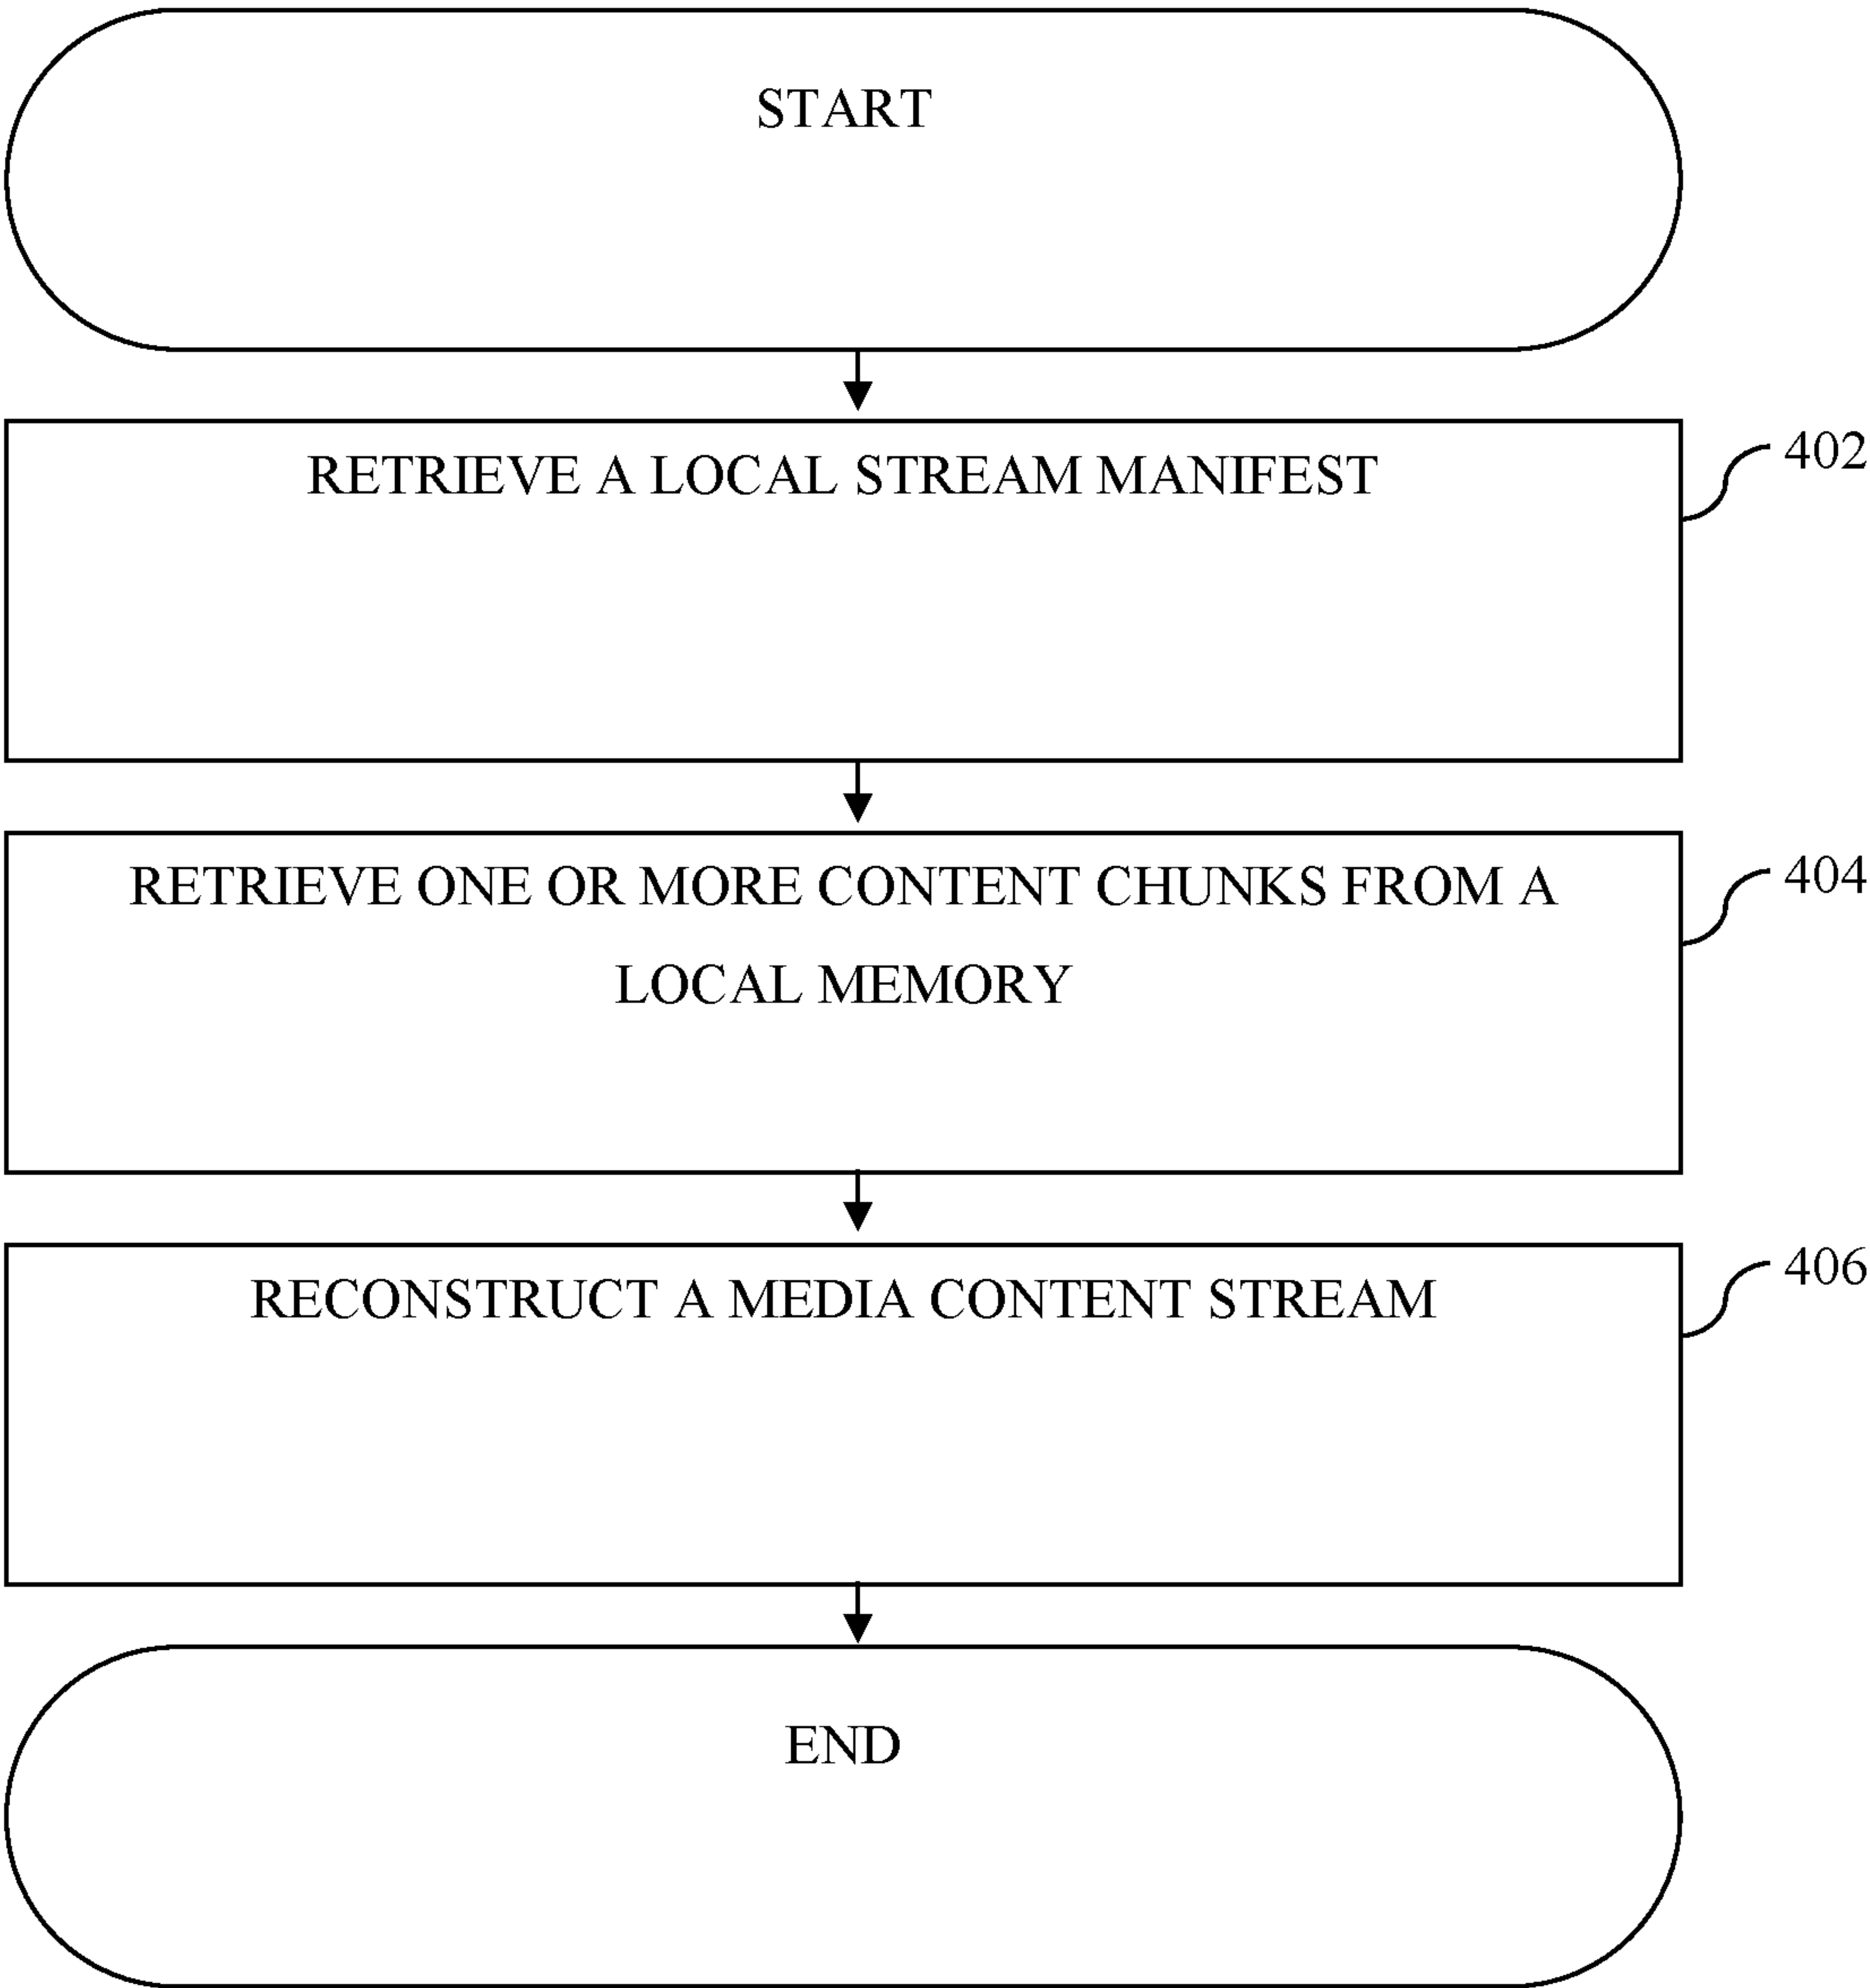 START
RETRIEVE A LOCAL STREAM MANIFEST
402
RETRIEVE ONE OR MORE CONTENT CHUNKS FROM A
LOCAL MEMORY
404
RECONSTRUCT A MEDIA CONTENT STREAM
406
END